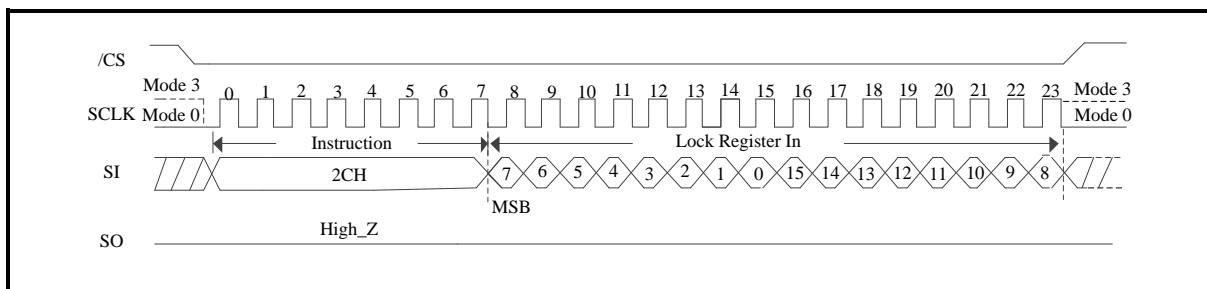 /CS
Mode 3 0 1 2 3 4 5 6 7 8 9 10 11 12 13 14 15 16 17 18 19 20 21 22 23 Mode 3
SCLK Mode 0 Mode 0
Instruction Lock Register In
SI 2CH 7 6 5 4 3 2 1 0 15 14 13 12 11 10 9 8
MSB
High_Z
SO